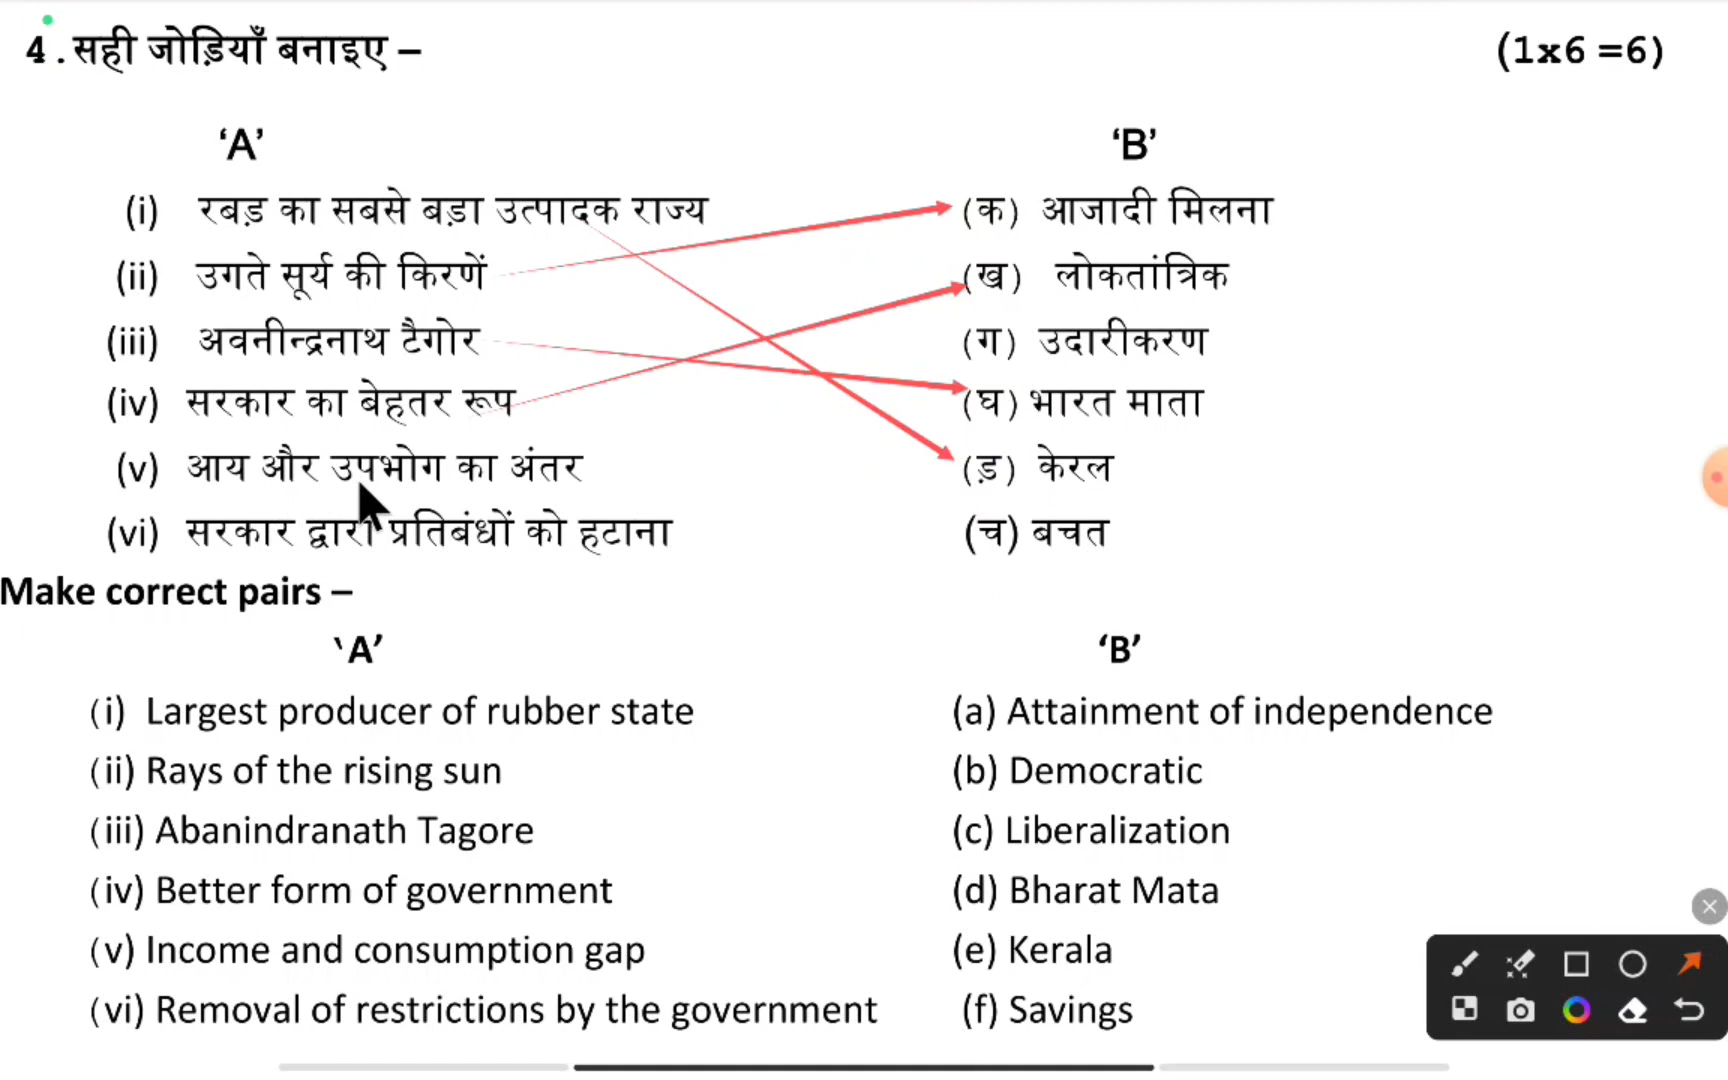 4 . सही जोड़ियाँ बनाइए – (1x6 =6)
‘A’ ‘B’
(i) रबड़ का सबसे बड़ा उत्पादक राज्य (क) आजादी मिलना
(ii) उगते सूर्य की किरणें (ख) लोकतांत्रिक
(iii) अवनीन्द्रनाथ टैगोर (ग) उदारीकरण
(iv) सरकार का बेहतर रूप (घ) भारत माता
(v) आय और उपभोग का अंतर (ड़) केरल
(vi) सरकार द्वारा प्रतिबंधों को हटाना (च) बचत
Make correct pairs –
‘A’ ‘B’
(i) Largest producer of rubber state (a) Attainment of independence
(ii) Rays of the rising sun (b) Democratic
(iii) Abanindranath Tagore (c) Liberalization
(iv) Better form of government (d) Bharat Mata
(v) Income and consumption gap (e) Kerala
(vi) Removal of restrictions by the government (f) Savings